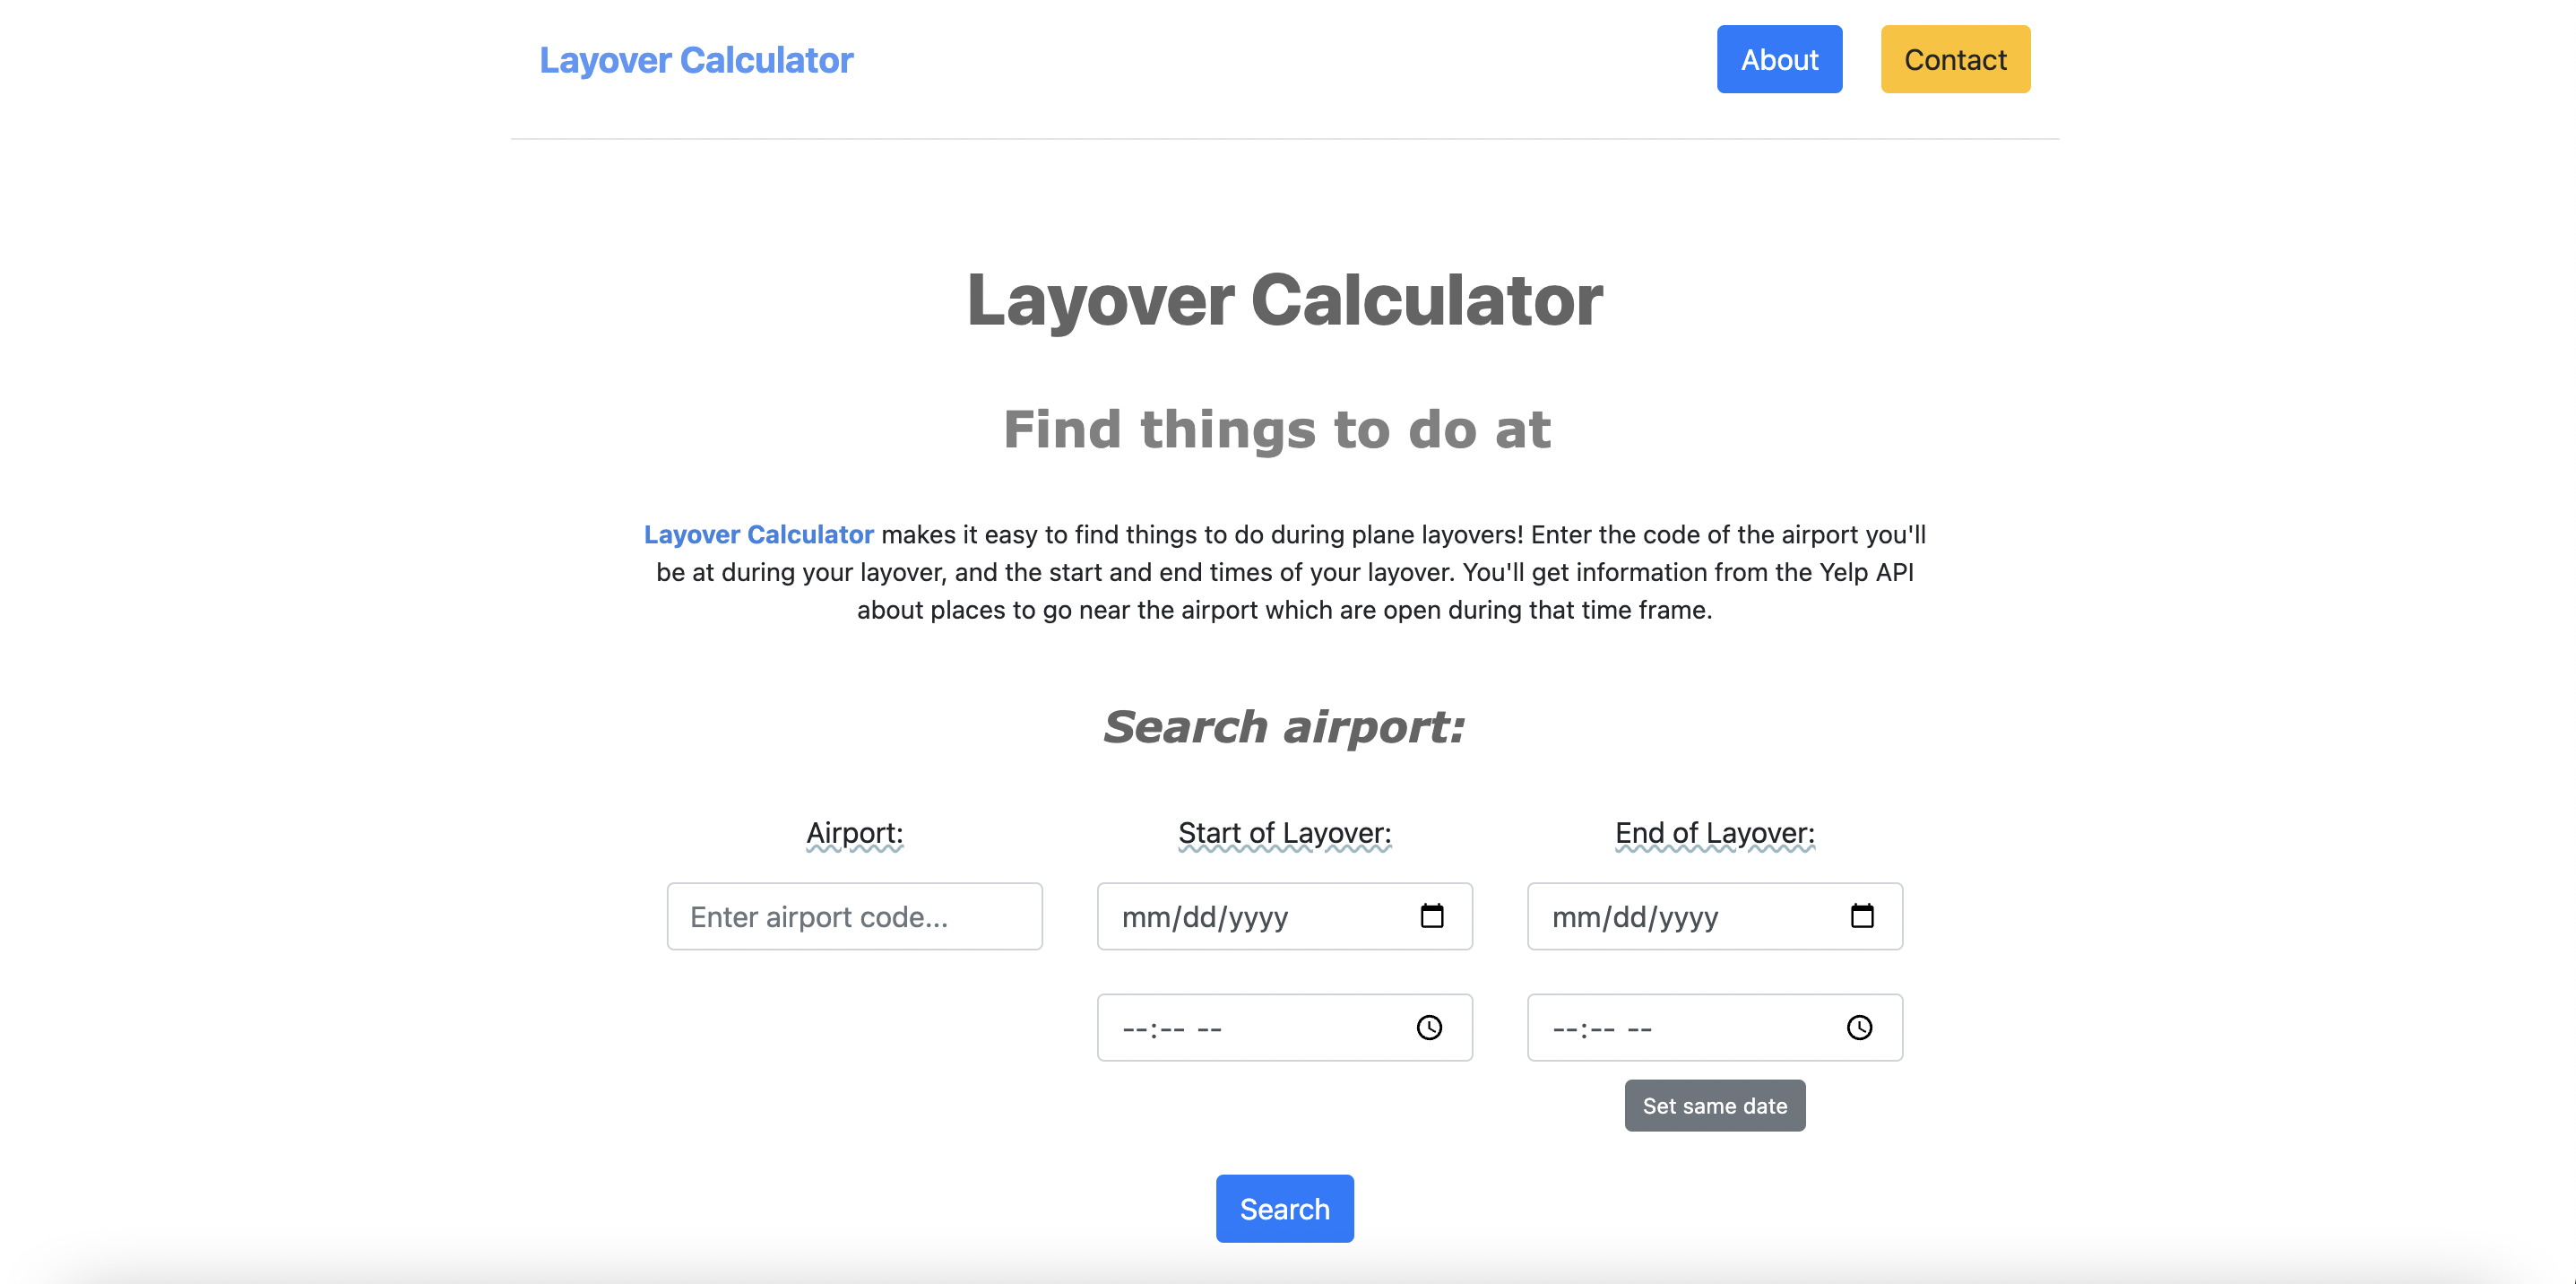 Layover Calculator
About
Contact
Layover Calculator
Find things to do at
Layover Calculator makes it easy to find things to do during plane layovers! Enter the code of the airport you'll
be at during your layover, and the start and end times of your layover. You'll get information from the Yelp API
about places to go near the airport which are open during that time frame.
Search airport:
Airport:
Start of Layover:
End of Layover:
Enter airport code...
mm/dd/yyyy
mm/dd/yyyy
--:-- --
--:-- --
Set same date
Search